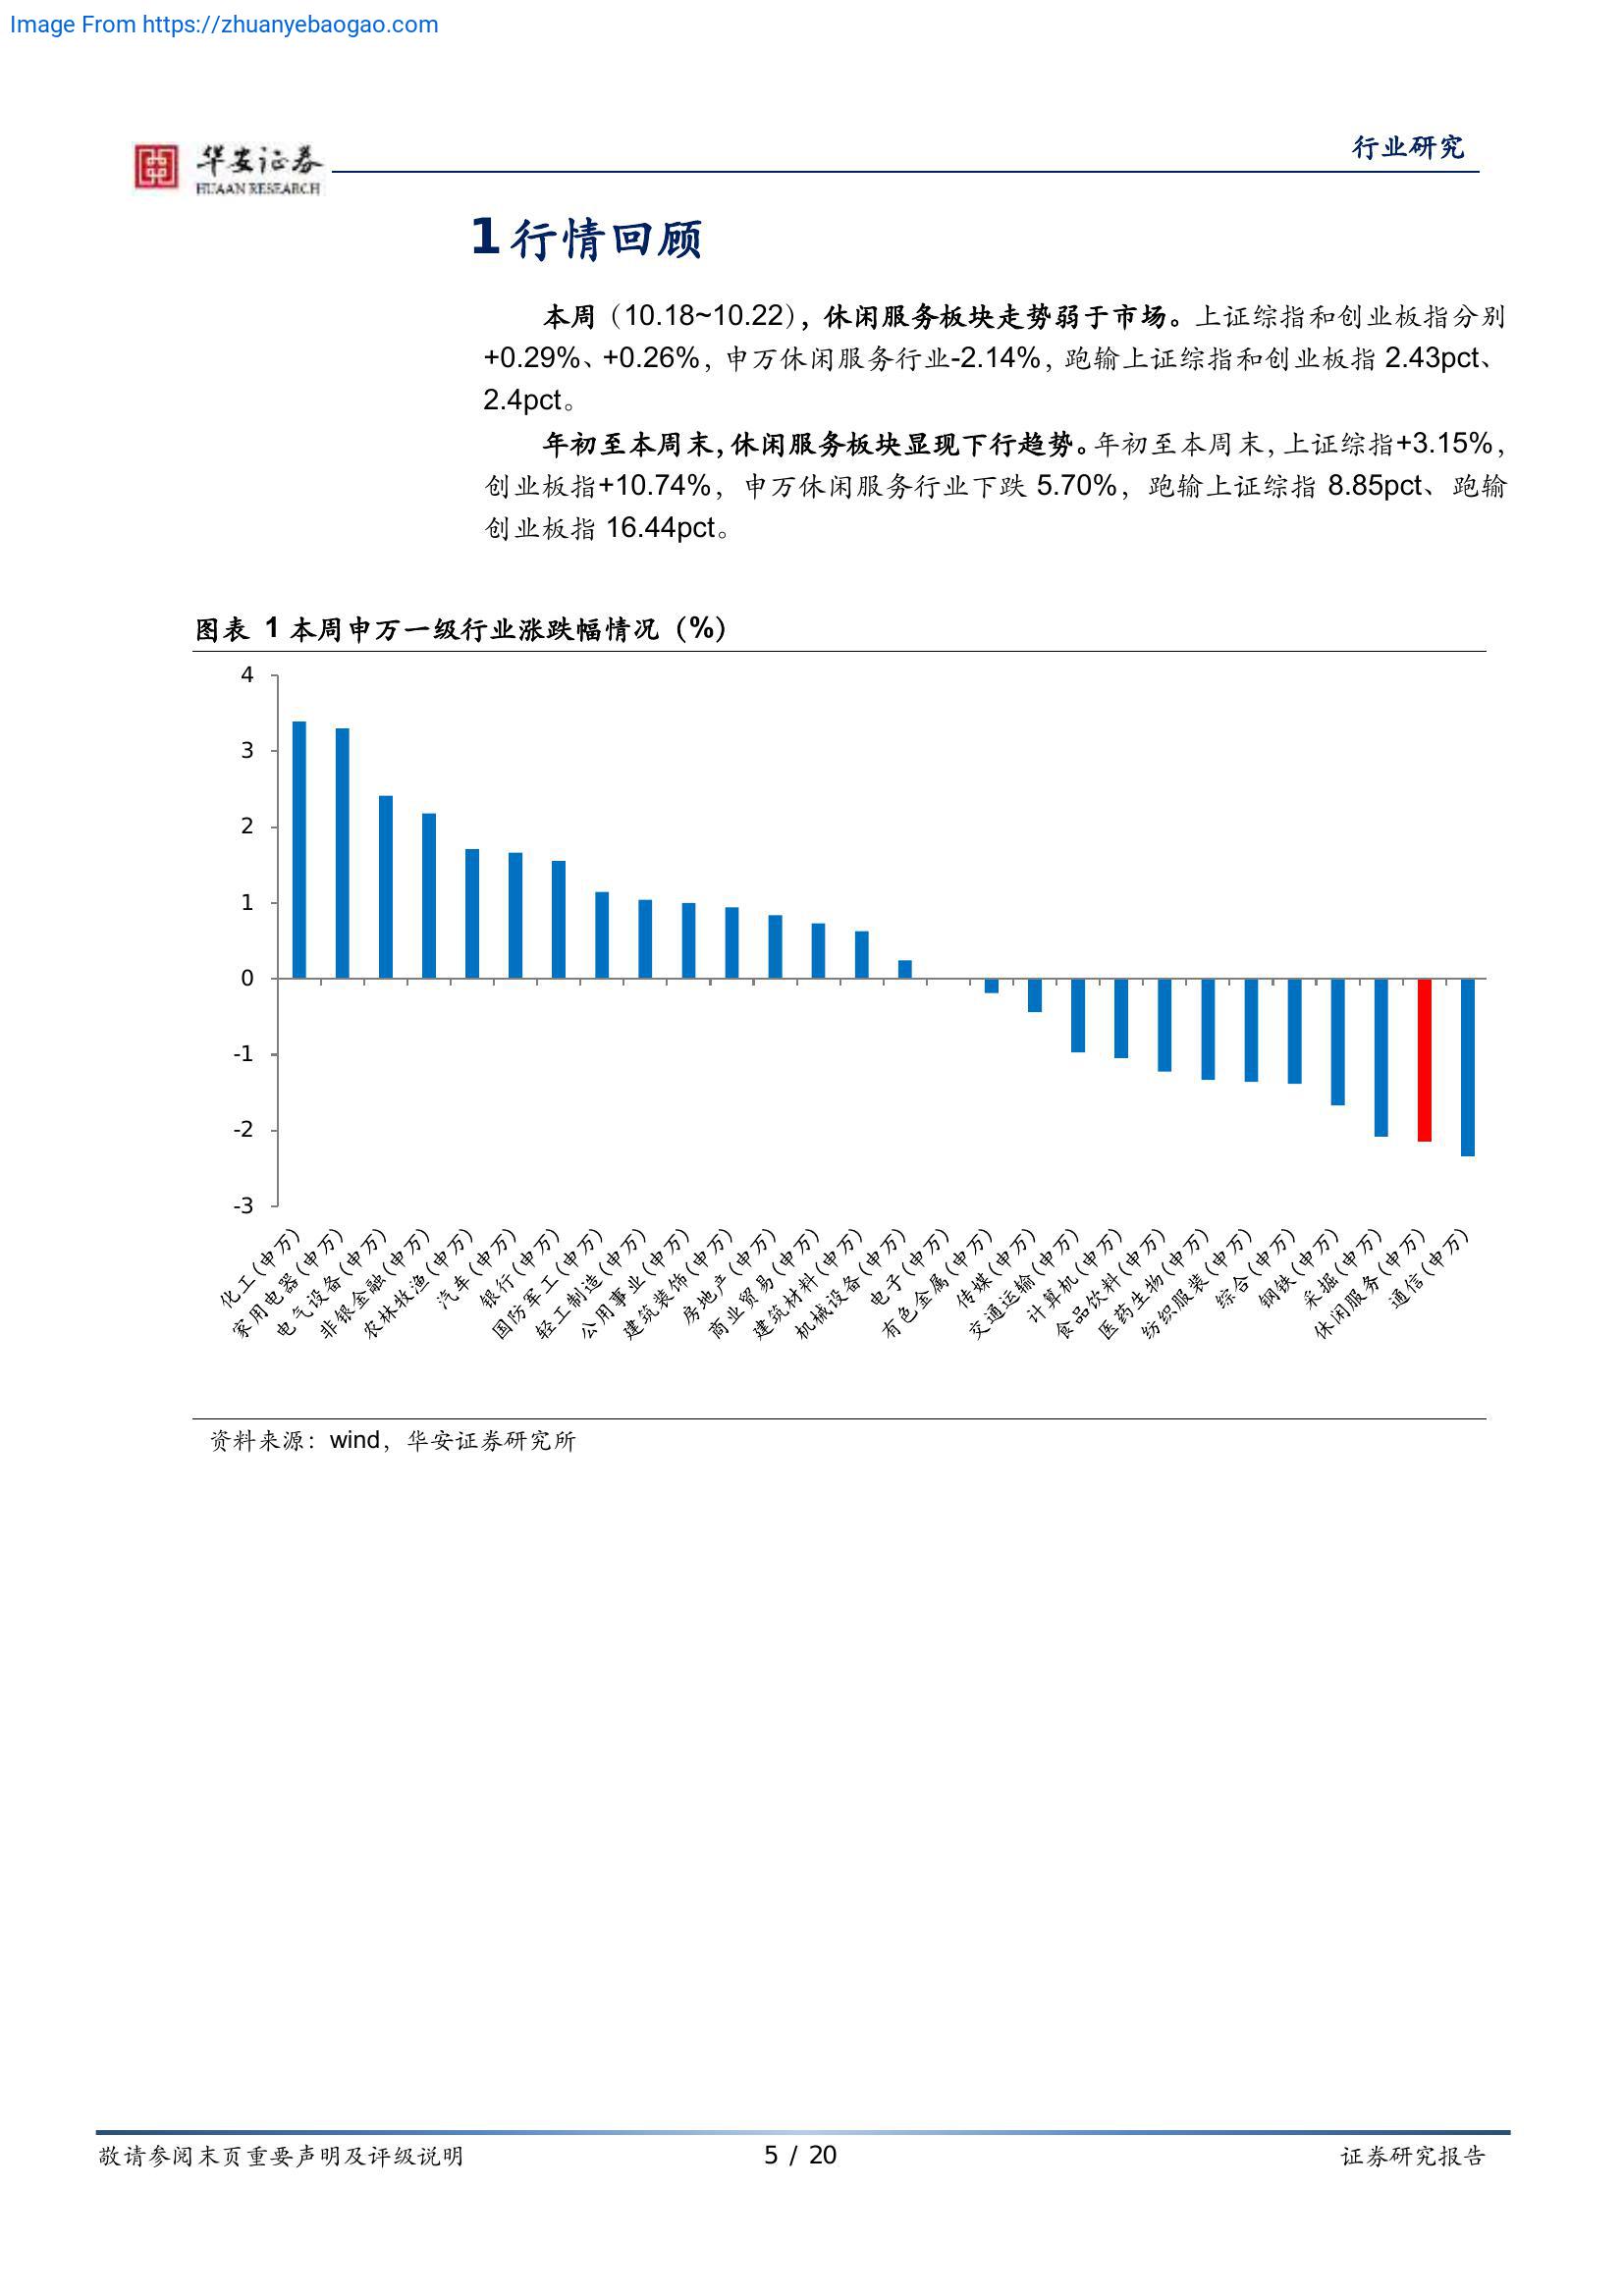 Image From https://zhuanyebaogao.com
华安证券
HUAAN RESEARCH
行业研究
1 行情回顾
本周（10.18~10.22），休闲服务板块走势弱于市场。上证综指和创业板指分别
+0.29%、+0.26%，申万休闲服务行业-2.14%，跑输上证综指和创业板指 2.43pct、
2.4pct。
年初至本周末，休闲服务板块显现下行趋势。年初至本周末，上证综指+3.15%，
创业板指+10.74%，申万休闲服务行业下跌 5.70%，跑输上证综指 8.85pct、跑输
创业板指 16.44pct。
图表 1 本周申万一级行业涨跌幅情况（%）
4
3
2
1
0
-1
-2
-3
化工(申万)
家用电器(申万)
电气设备(申万)
非银金融(申万)
农林牧渔(申万)
汽车(申万)
银行(申万)
国防军工(申万)
轻工制造(申万)
公用事业(申万)
建筑装饰(申万)
房地产(申万)
商业贸易(申万)
建筑材料(申万)
机械设备(申万)
电子(申万)
有色金属(申万)
传媒(申万)
交通运输(申万)
计算机(申万)
食品饮料(申万)
医药生物(申万)
纺织服装(申万)
综合(申万)
钢铁(申万)
采掘(申万)
休闲服务(申万)
通信(申万)
资料来源：wind，华安证券研究所
敬请参阅末页重要声明及评级说明
5 / 20
证券研究报告